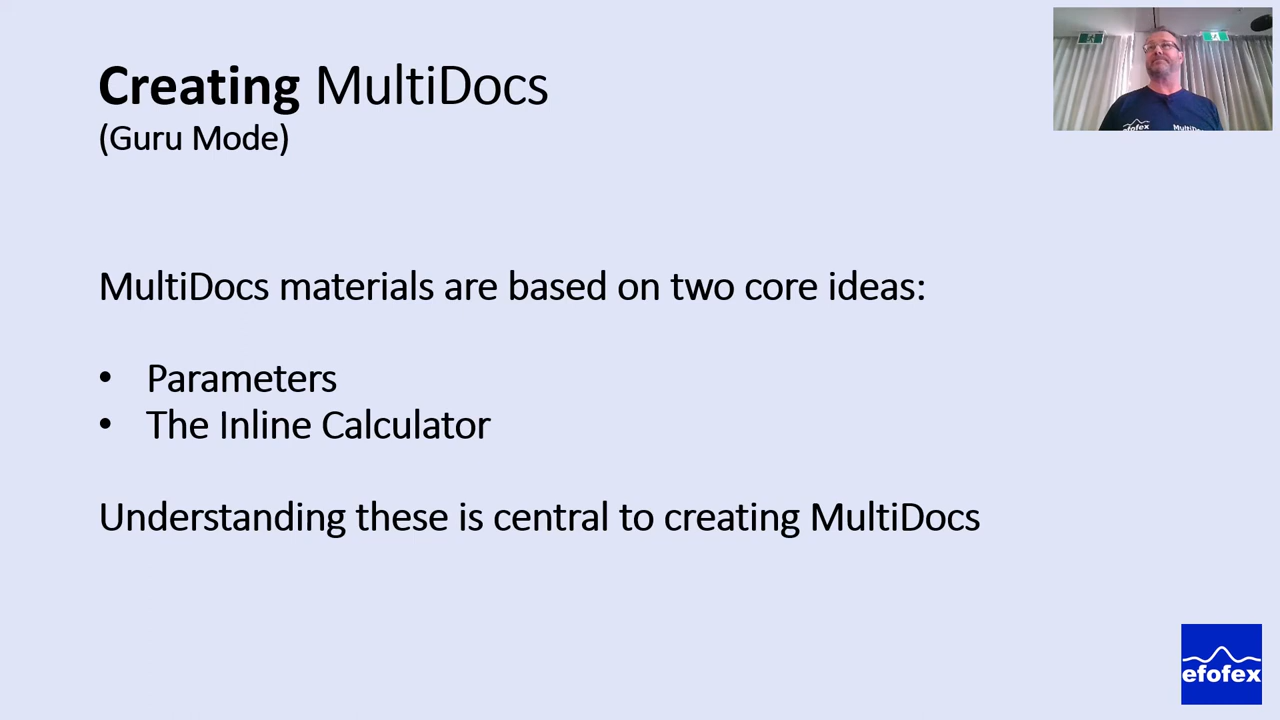 Creating MultiDocs
(Guru Mode)
efofex
MultiDocs materials are based on two core ideas:
• Parameters
• The Inline Calculator
Understanding these is central to creating MultiDocs
efofex